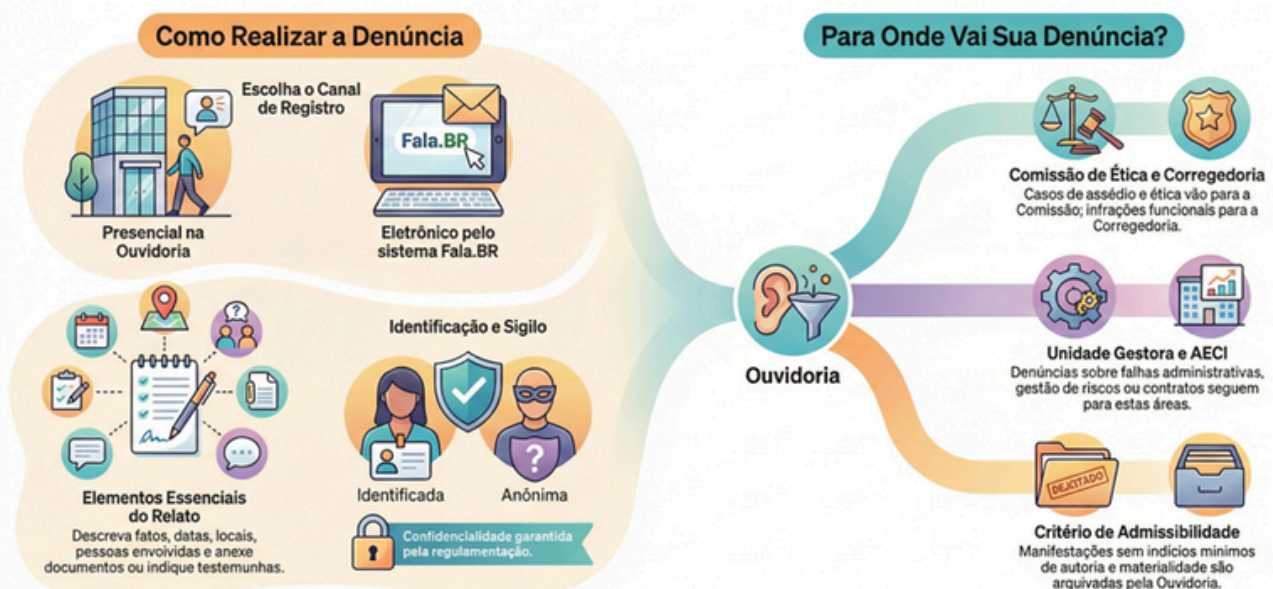 Como Realizar a Denúncia
Escolha o Canal
de Registro
Fala.BR
Presencial na
Ouvidoria
Eletrônico pelo
sistema Fala.BR
?
Elementos Essenciais
do Relato
Descreva fatos, datas, locais,
pessoas envoividas e anexe
documentos ou indique testemunhas.
Identificação e Sigilo
?
Identificada
Anônima
Confidencialidade garantida
pela regulamentação.
Ouvidoria
Para Onde Vai Sua Denúncia?
Comissão de Ética e Corregedoria
Casos de assédio e ética vão para a
Comissão; infrações funcionais para a
Corregedoria.
Unidade Gestora e AECI
Denúncias sobre falhas administrativas,
gestão de riscos ou contratos seguem
para estas áreas.
DEJCITADO
Critério de Admissibilidade
Manifestações sem indícios minimos
de autoria e materialidade são
arquivadas pela Ouvidoria.